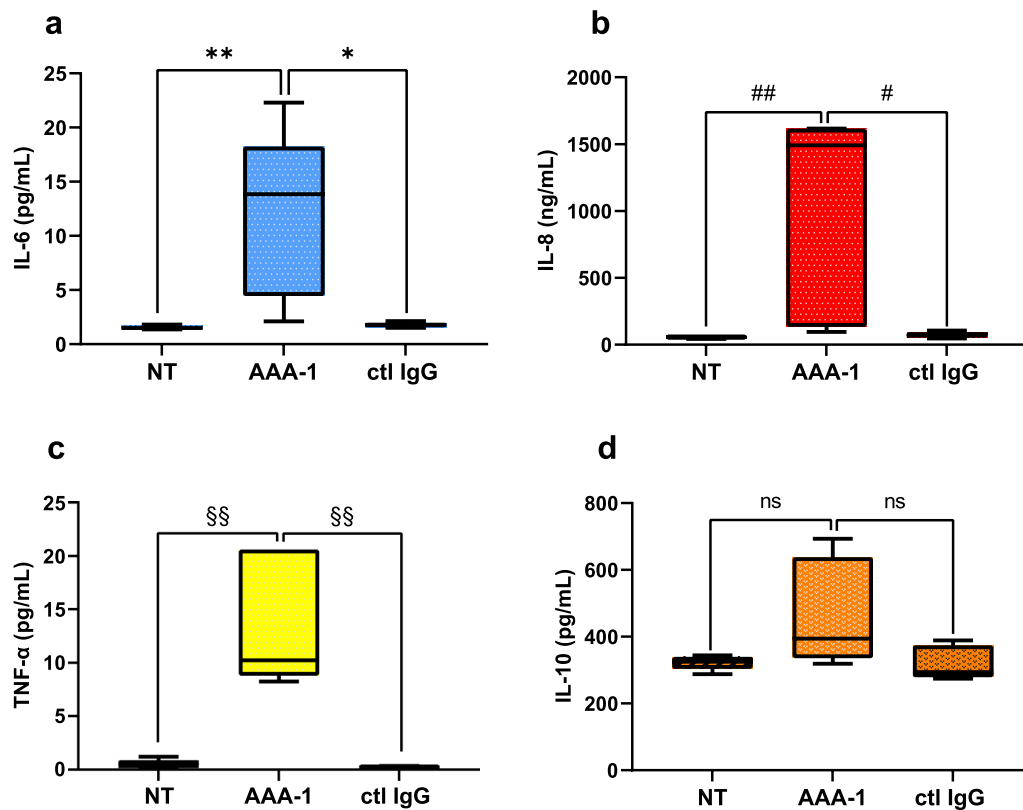 a
** *
IL-6 (pg/mL)
25
20
15
10
5
0
NT AAA-1 ctl IgG
b
## #
IL-8 (ng/mL)
2000
1500
1000
500
0
NT AAA-1 ctl IgG
c
§§ §§
TNF-α (pg/mL)
25
20
15
10
5
0
NT AAA-1 ctl IgG
d
ns ns
IL-10 (pg/mL)
800
600
400
200
0
NT AAA-1 ctl IgG